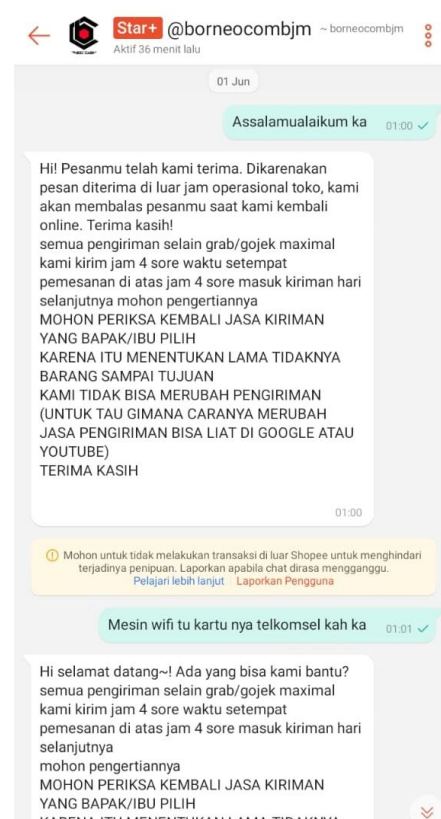 Star+ @borneocombjm ~ borneocombjm
Aktif 36 menit lalu
01 Jun
Assalamualaikum ka 01:00
Hi! Pesanmu telah kami terima. Dikarenakan
pesan diterima di luar jam operasional toko, kami
akan membalas pesanmu saat kami kembali
online. Terima kasih!
semua pengiriman selain grab/gojek maximal
kami kirim jam 4 sore waktu setempat
pemesanan di atas jam 4 sore masuk kiriman hari
selanjutnya mohon pengertiannya
MOHON PERIKSA KEMBALI JASA KIRIMAN
YANG BAPAK/IBU PILIH
KARENA ITU MENENTUKAN LAMA TIDAKNYA
BARANG SAMPAI TUJUAN
KAMI TIDAK BISA MERUBAH PENGIRIMAN
(UNTUK TAU GIMANA CARANYA MERUBAH
JASA PENGIRIMAN BISA LIAT DI GOOGLE ATAU
YOUTUBE)
TERIMA KASIH
01:00
Mohon untuk tidak melakukan transaksi di luar Shopee untuk menghindari
terjadinya penipuan. Laporkan apabila chat dirasa mengganggu.
Pelajari lebih lanjut Laporkan Pengguna
Mesin wifi tu kartu nya telkomsel kah ka 01:01
Hi selamat datang~! Ada yang bisa kami bantu?
semua pengiriman selain grab/gojek maximal
kami kirim jam 4 sore waktu setempat
pemesanan di atas jam 4 sore masuk kiriman hari
selanjutnya
mohon pengertiannya
MOHON PERIKSA KEMBALI JASA KIRIMAN
YANG BAPAK/IBU PILIH
KARENA ITU MENENTUKAN LAMA TIDAKNYA